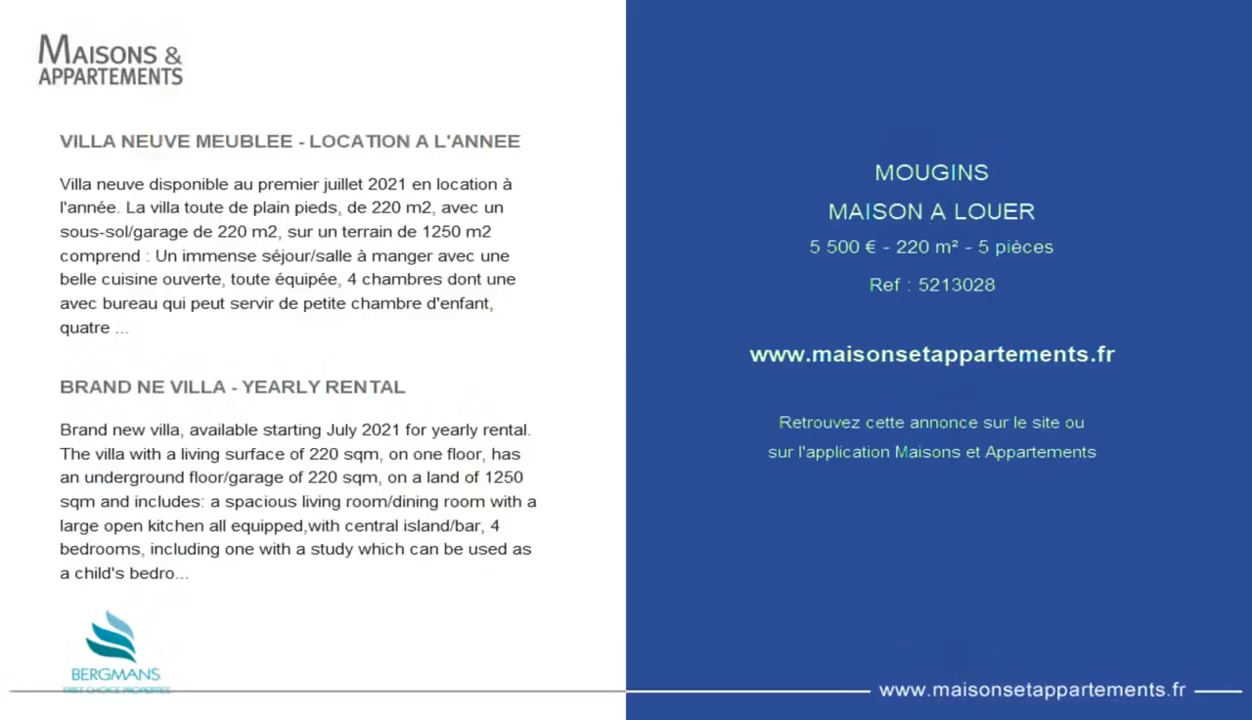 MAISONS &
APPARTEMENTS
VILLA NEUVE MEUBLEE - LOCATION A L'ANNEE
Villa neuve disponible au premier juillet 2021 en location à
l'année. La villa toute de plain pieds, de 220 m2, avec un
sous-sol/garage de 220 m2, sur un terrain de 1250 m2
comprend : Un immense séjour/salle à manger avec une
belle cuisine ouverte, toute équipée, 4 chambres dont une
avec bureau qui peut servir de petite chambre d'enfant,
quatre ...
BRAND NE VILLA - YEARLY RENTAL
Brand new villa, available starting July 2021 for yearly rental.
The villa with a living surface of 220 sqm, on one floor, has
an underground floor/garage of 220 sqm, on a land of 1250
sqm and includes: a spacious living room/dining room with a
large open kitchen all equipped,with central island/bar, 4
bedrooms, including one with a study which can be used as
a child's bedro...
BERGMANS
FIRST CHOICE PROPERTIES
MOUGINS
MAISON A LOUER
5 500 € - 220 m² - 5 pièces
Ref : 5213028
www.maisonsetappartements.fr
Retrouvez cette annonce sur le site ou
sur l'application Maisons et Appartements
www.maisonsetappartements.fr